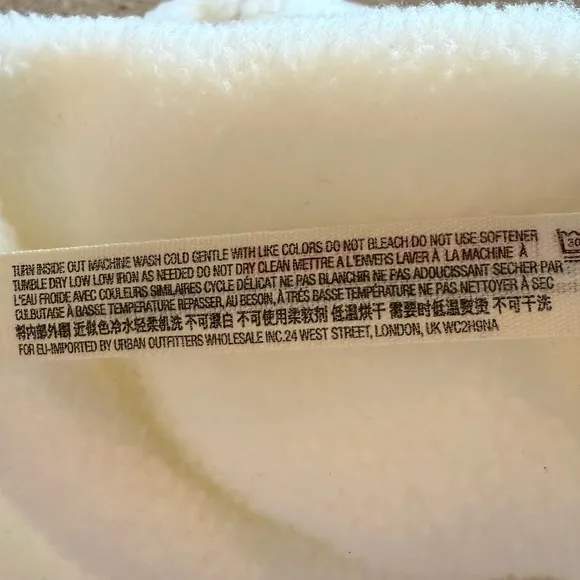 TURN INSIDE OUT MACHINE WASH COLD GENTLE WITH LIKE COLORS DO NOT BLEACH DO NOT USE SOFTENER
TUMBLE DRY LOW LOW IRON AS NEEDED DO NOT DRY CLEAN METTRE A L'ENVERS LAVER À LA MACHINE À
L'EAU FROIDE AVEC COULEURS SIMILAIRES CYCLE DÉLICAT NE PAS BLANCHIR NE PAS ADOUCISSANT SECHER PAR
CULBUTAGE À BASSE TEMPÉRATURE REPASSER, AU BESOIN, À TRÉS BASSE TEMPÉRATURE NE PAS NETTOYER À SEC
将内部外翻 近似色冷水轻柔机洗 不可漂白 不可使用柔软剂 低温烘干 需要时低温熨烫 不可干洗
FOR EU-IMPORTED BY URBAN OUTFITTERS WHOLESALE INC.24 WEST STREET, LONDON, UK WC2H9NA
30